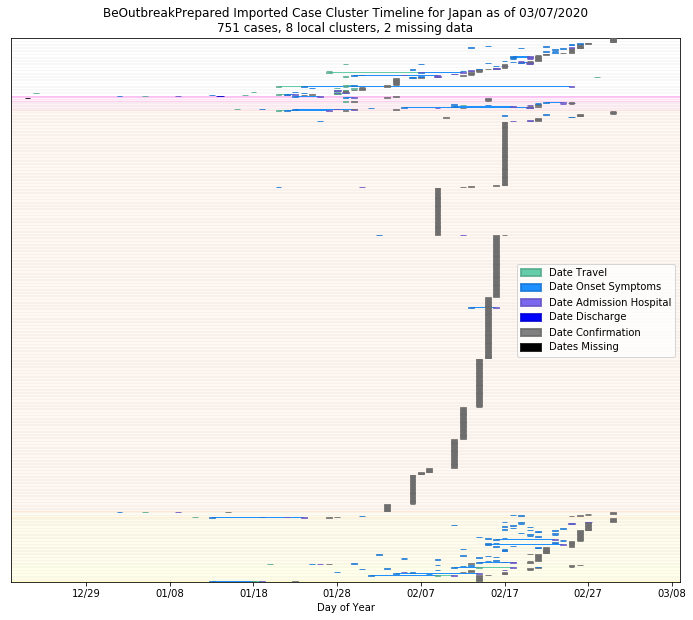 BeOutbreakPrepared Imported Case Cluster Timeline for Japan as of 03/07/2020
751 cases, 8 local clusters, 2 missing data
Date Travel
Date Onset Symptoms
Date Admission Hospital
Date Discharge
Date Confirmation
Dates Missing
12/29 01/08 01/18 01/28 02/07 02/17 02/27 03/08
Day of Year